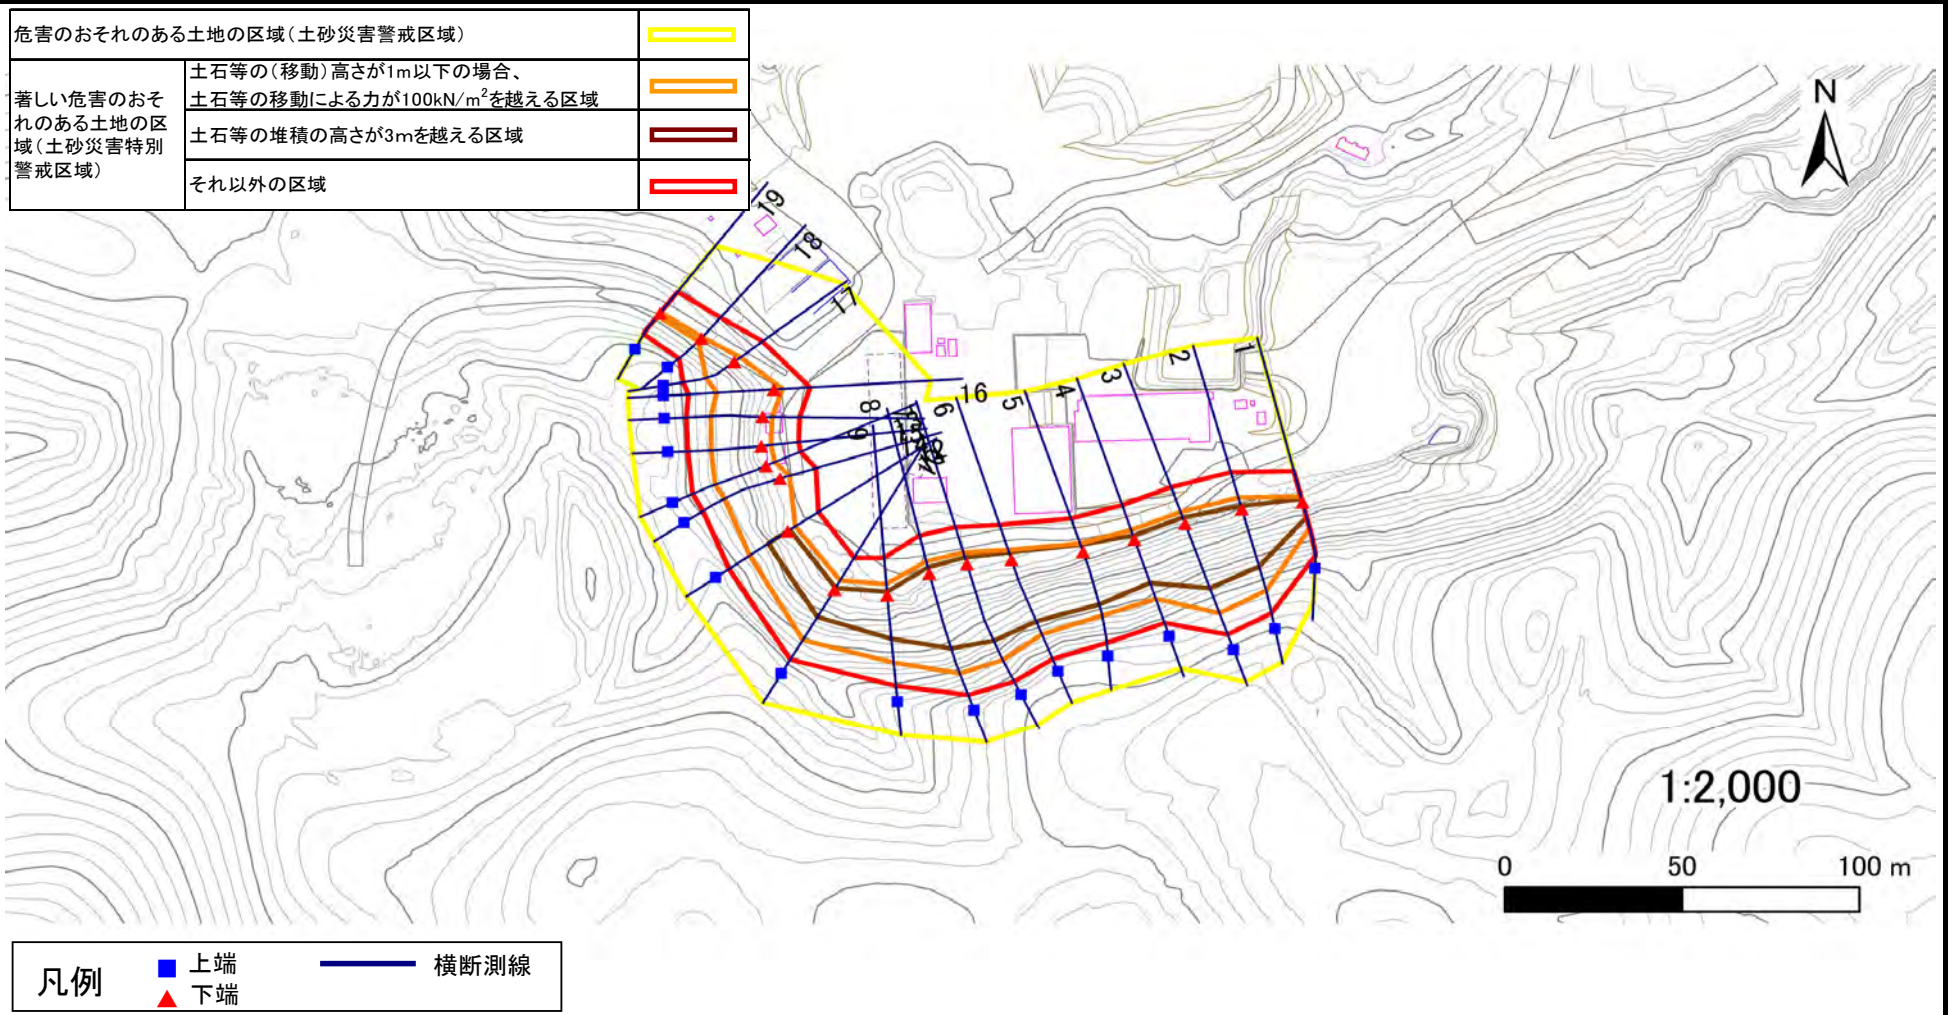 危害のおそれのある土地の区域（土砂災害警戒区域）
著しい危害のおそ
れのある土地の区
域（土砂災害特別
警戒区域）
土石等の（移動）高さが1m以下の場合、
土石等の移動による力が100kN/m²を越える区域
土石等の堆積の高さが3mを越える区域
それ以外の区域
N
19
18
17
16
1
2
3
4
5
6
8
9
1:2,000
0 50 100 m
凡例
上端
下端
横断測線